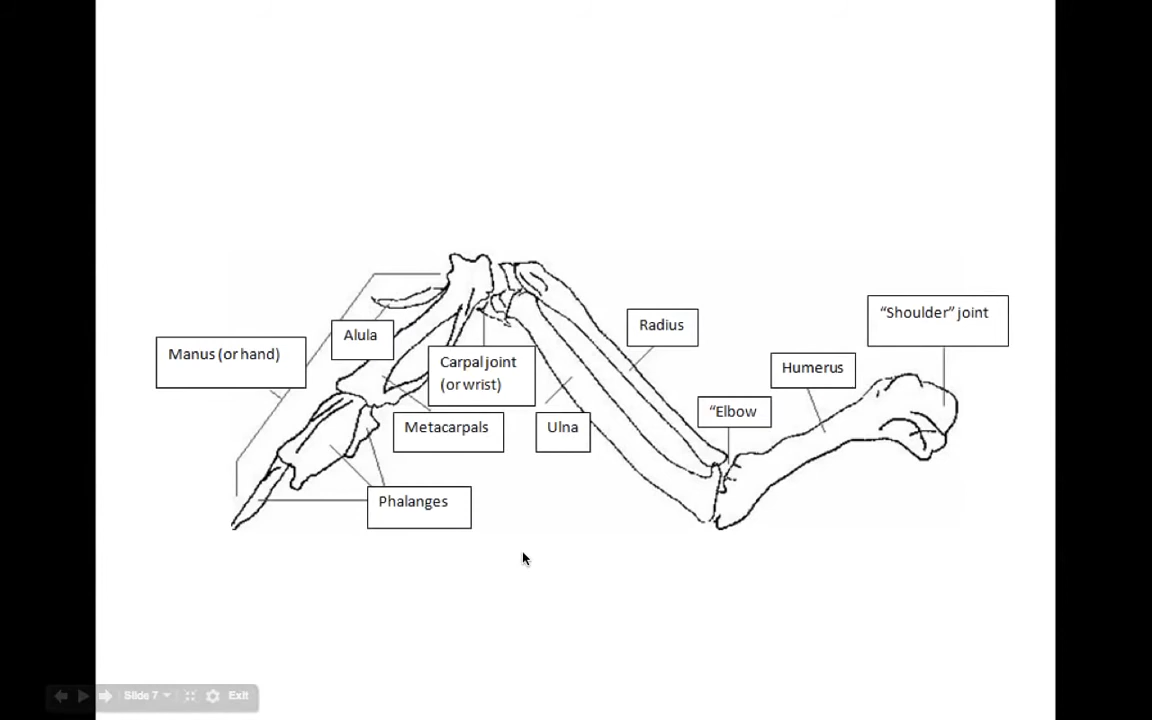 "Shoulder" joint
Radius
Alula
Manus (or hand)
Carpal joint
(or wrist)
Humerus
"Elbow
Metacarpals
Ulna
Phalanges
Slide 7
Exit